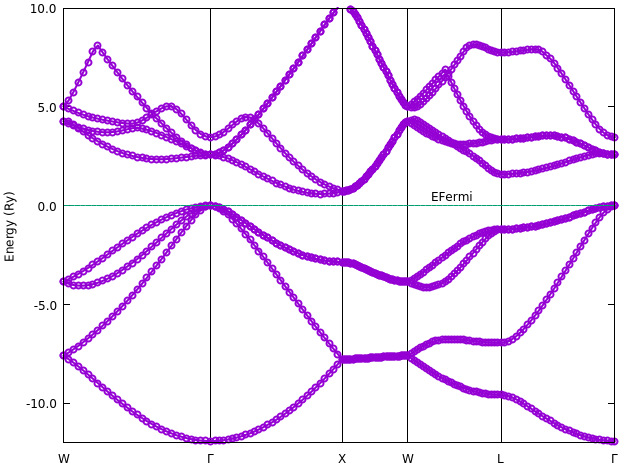 10.0
5.0
0.0
-5.0
-10.0
Energy (Ry)
EFermi
W Γ X W L Γ